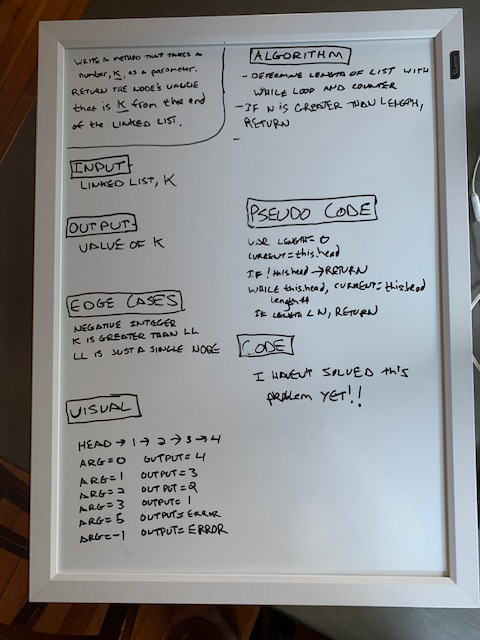 WRITE A METHOD THAT TAKES A
number, K, as a parameter.
RETURN THE NODE'S VALUE
that is K from the end
of the LINKED LIST.
INPUT
LINKED LIST, K
OUTPUT
VALUE OF K
EDGE CASES
NEGATIVE INTEGER
K IS GREATER THAN LL
LL IS JUST A SINGLE NODE
VISUAL
HEAD → 1 → 2 → 3 → 4
ARG=0 OUTPUT=4
ARG=1 OUTPUT=3
ARG=2 OUTPUT=2
ARG=3 OUTPUT=1
ARG=5 OUTPUT=ERROR
ARG=-1 OUTPUT=ERROR
ALGORITHM
- DETERMINE LENGTH OF LIST WITH
WHILE LOOP AND COUNTER
- IF N IS GREATER THAN LENGTH,
RETURN
-
PSEUDO CODE
VAR LENGTH=0
CURRENT=this.head
IF !this.head → RETURN
WHILE this.head, CURRENT=this.head
length++
IF LENGTH LN, RETURN
CODE
I HAVEN'T SOLVED this
problem YET!!